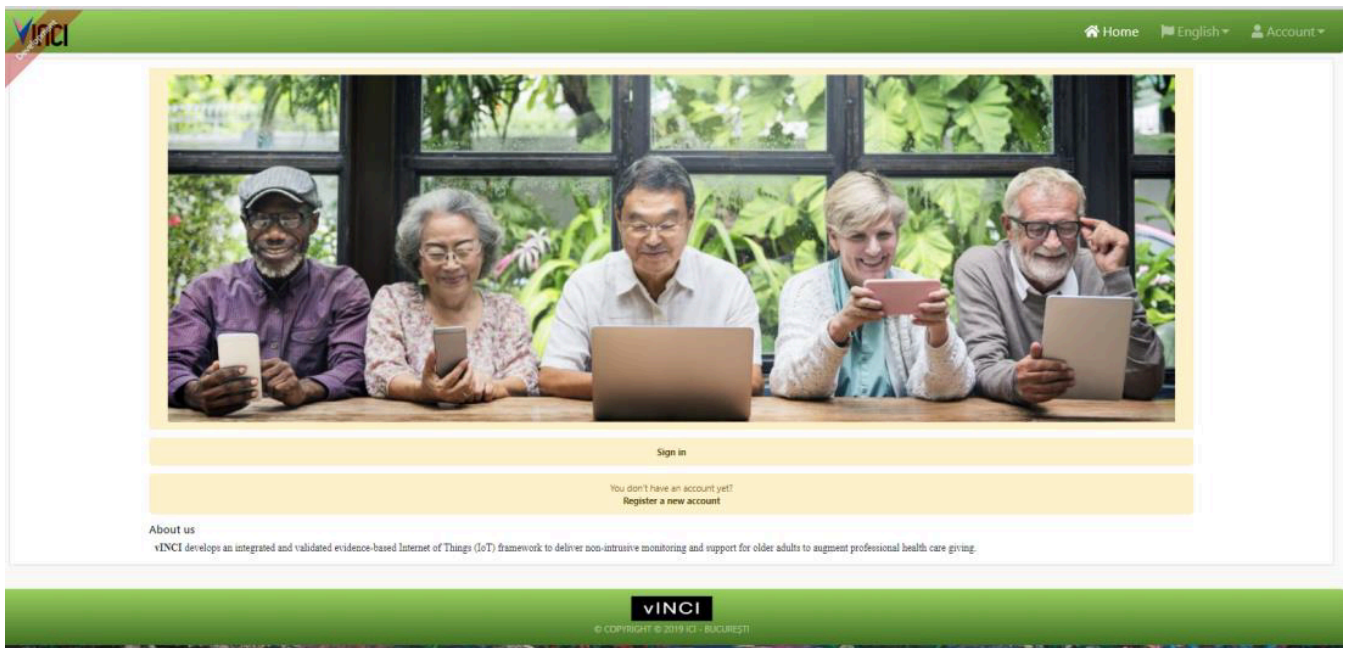 vINCI
Development
Home English Account
Sign in
You don't have an account yet?
Register a new account
About us
vINCI develops an integrated and validated evidence-based Internet of Things (IoT) framework to deliver non-intrusive monitoring and support for older adults to augment professional health care giving.
vINCI
© COPYRIGHT © 2019 ICI - BUCUREȘTI